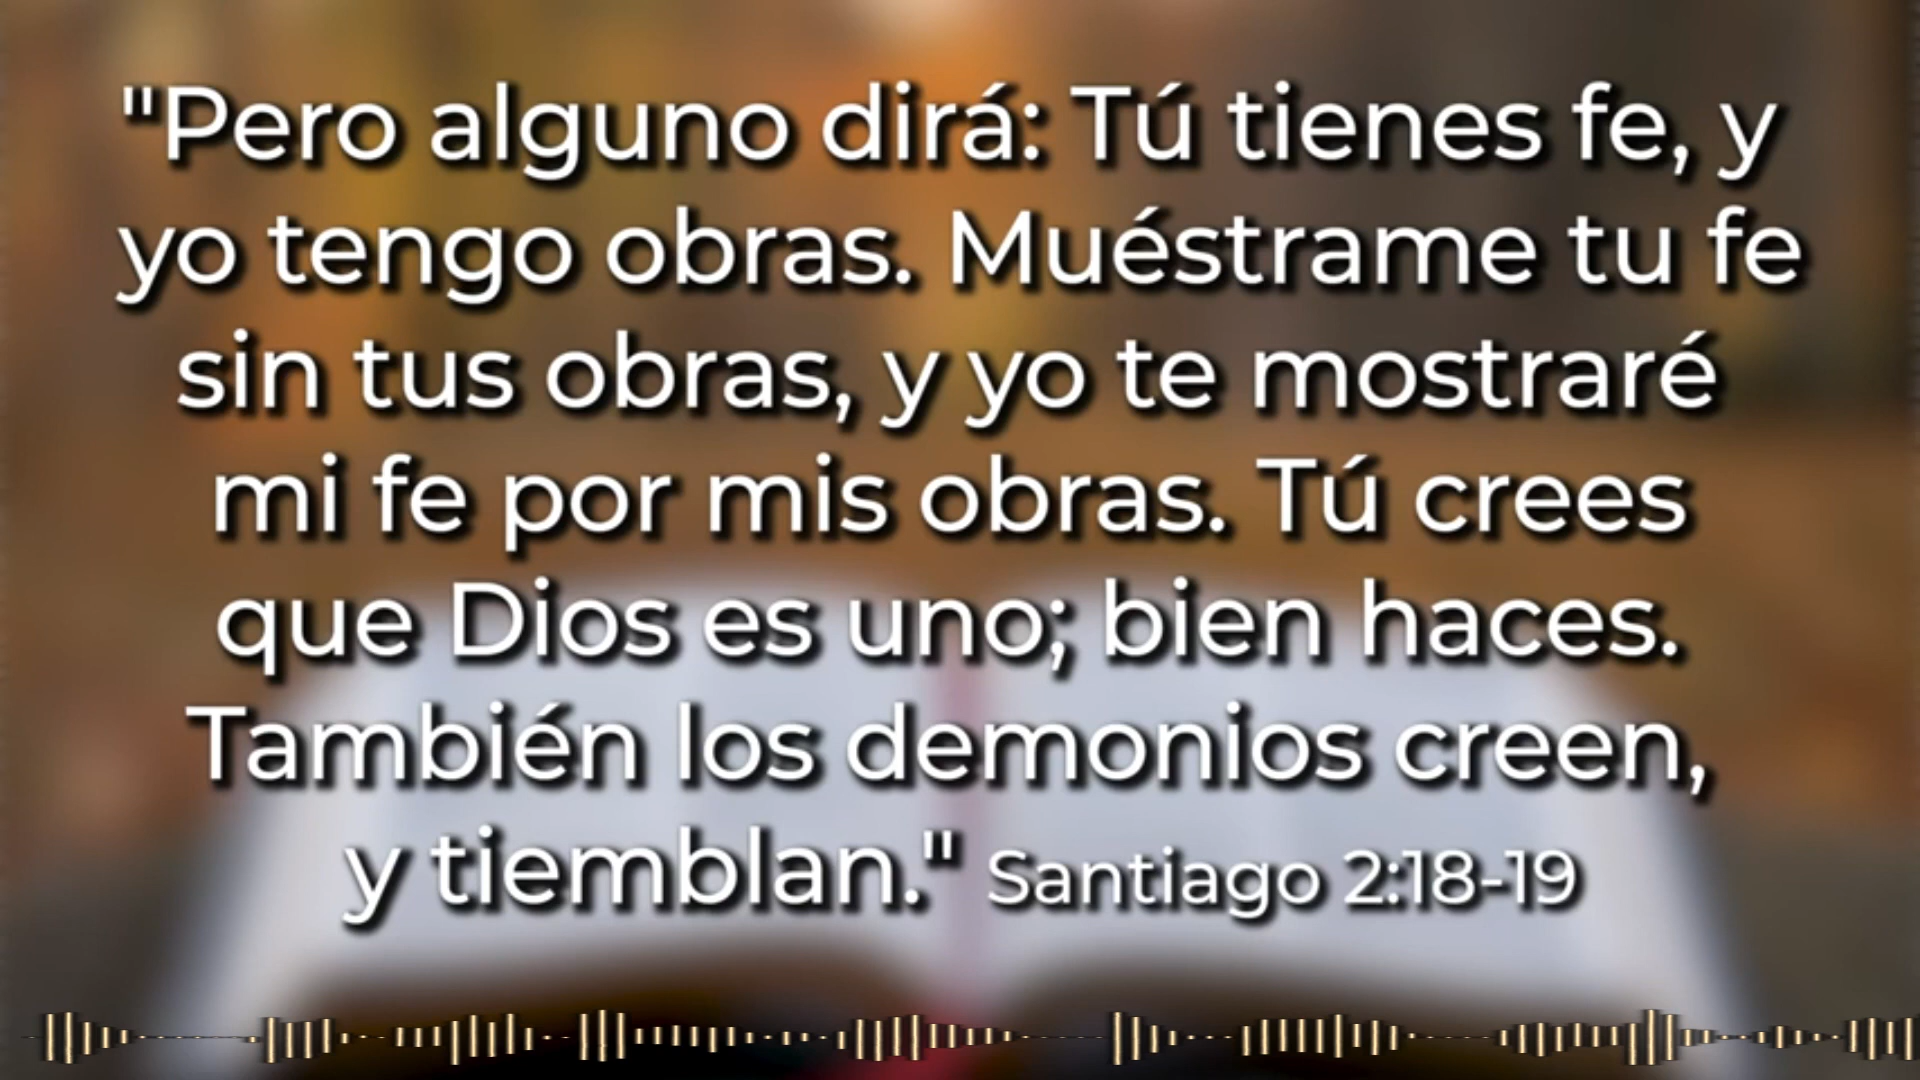 "Pero alguno dirá: Tú tienes fe, y
yo tengo obras. Muéstrame tu fe
sin tus obras, y yo te mostraré
mi fe por mis obras. Tú crees
que Dios es uno; bien haces.
También los demonios creen,
y tiemblan." Santiago 2:18-19